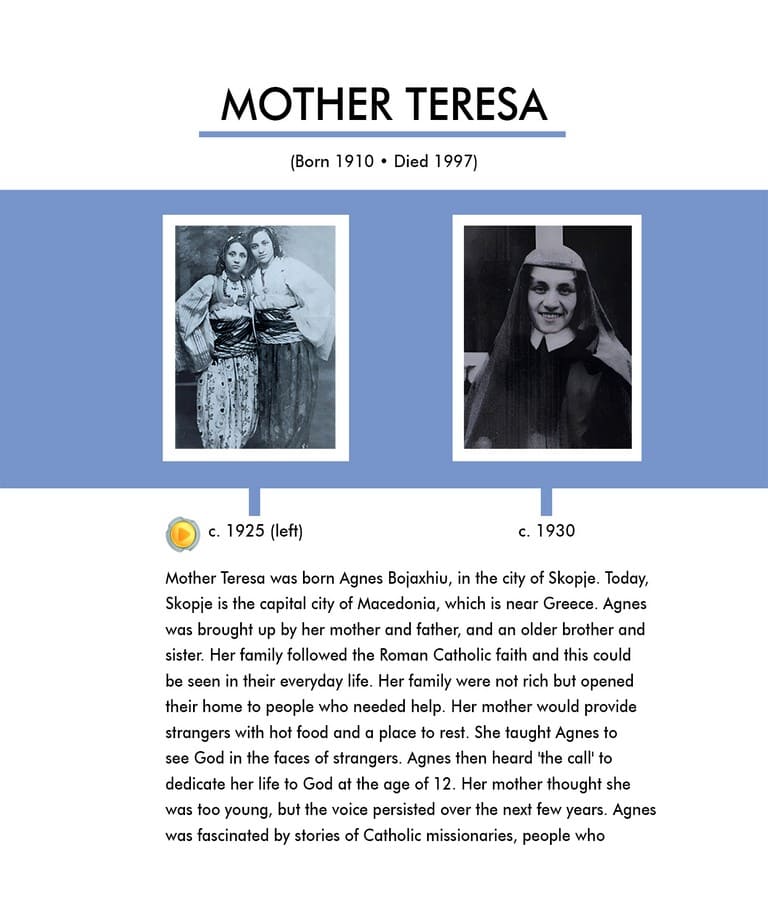 MOTHER TERESA
(Born 1910 • Died 1997)
c. 1925 (left)
c. 1930
Mother Teresa was born Agnes Bojaxhiu, in the city of Skopje. Today,
Skopje is the capital city of Macedonia, which is near Greece. Agnes
was brought up by her mother and father, and an older brother and
sister. Her family followed the Roman Catholic faith and this could
be seen in their everyday life. Her family were not rich but opened
their home to people who needed help. Her mother would provide
strangers with hot food and a place to rest. She taught Agnes to
see God in the faces of strangers. Agnes then heard 'the call' to
dedicate her life to God at the age of 12. Her mother thought she
was too young, but the voice persisted over the next few years. Agnes
was fascinated by stories of Catholic missionaries, people who